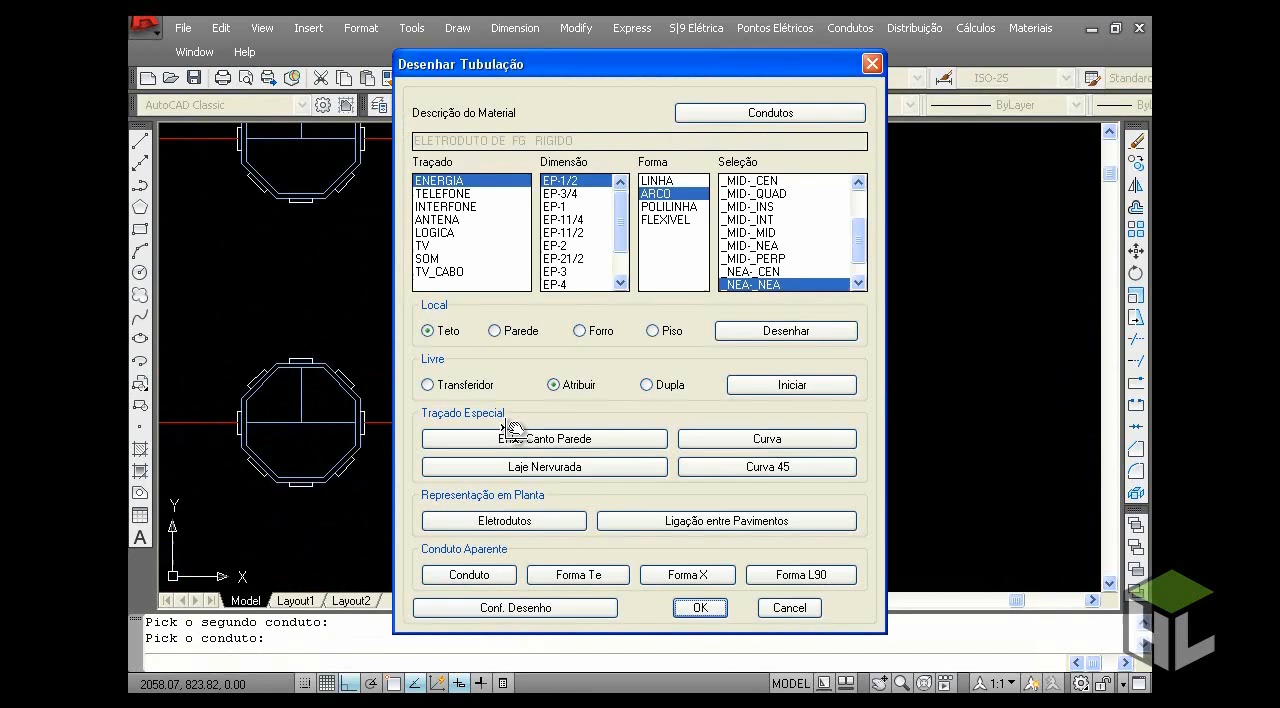 File Edit View Insert Format Tools Draw Dimension Modify Express S|9 Elétrica Pontos Elétricos Condutos Distribuição Cálculos Materiais
Window Help
Desenhar Tubulação
ISO-25 Standard
AutoCAD Classic
ByLayer
Descrição do Material Condutos
ELETRODUTO DE FG RIGIDO
Traçado Dimensão Forma Seleção
ENERGIA EP-1/2 LINHA _MID-_CEN
TELEFONE EP-3/4 ARCO _MID-_QUAD
INTERFONE EP-1 POLILINHA _MID-_INS
ANTENA EP-11/4 FLEXIVEL _MID-_INT
LOGICA EP-11/2 _MID-_MID
TV EP-2 _MID-_NEA
SOM EP-21/2 _MID-_PERP
TV_CABO EP-3 _NEA-_CEN
EP-4 _NEA-_NEA
Local
Teto Parede Forro Piso Desenhar
Livre
Transferidor Atribuir Dupla Iniciar
Traçado Especial
Canto Parede Curva
Laje Nervurada Curva 45
Representação em Planta
Eletrodutos Ligação entre Pavimentos
Conduto Aparente
Conduto Forma Te Forma X Forma L90
Conf. Desenho OK Cancel
Y
X
A
Model Layout1 Layout2
Pick o segundo conduto:
Pick o conduto:
HL
2058.07, 823.82, 0.00 MODEL 1:1